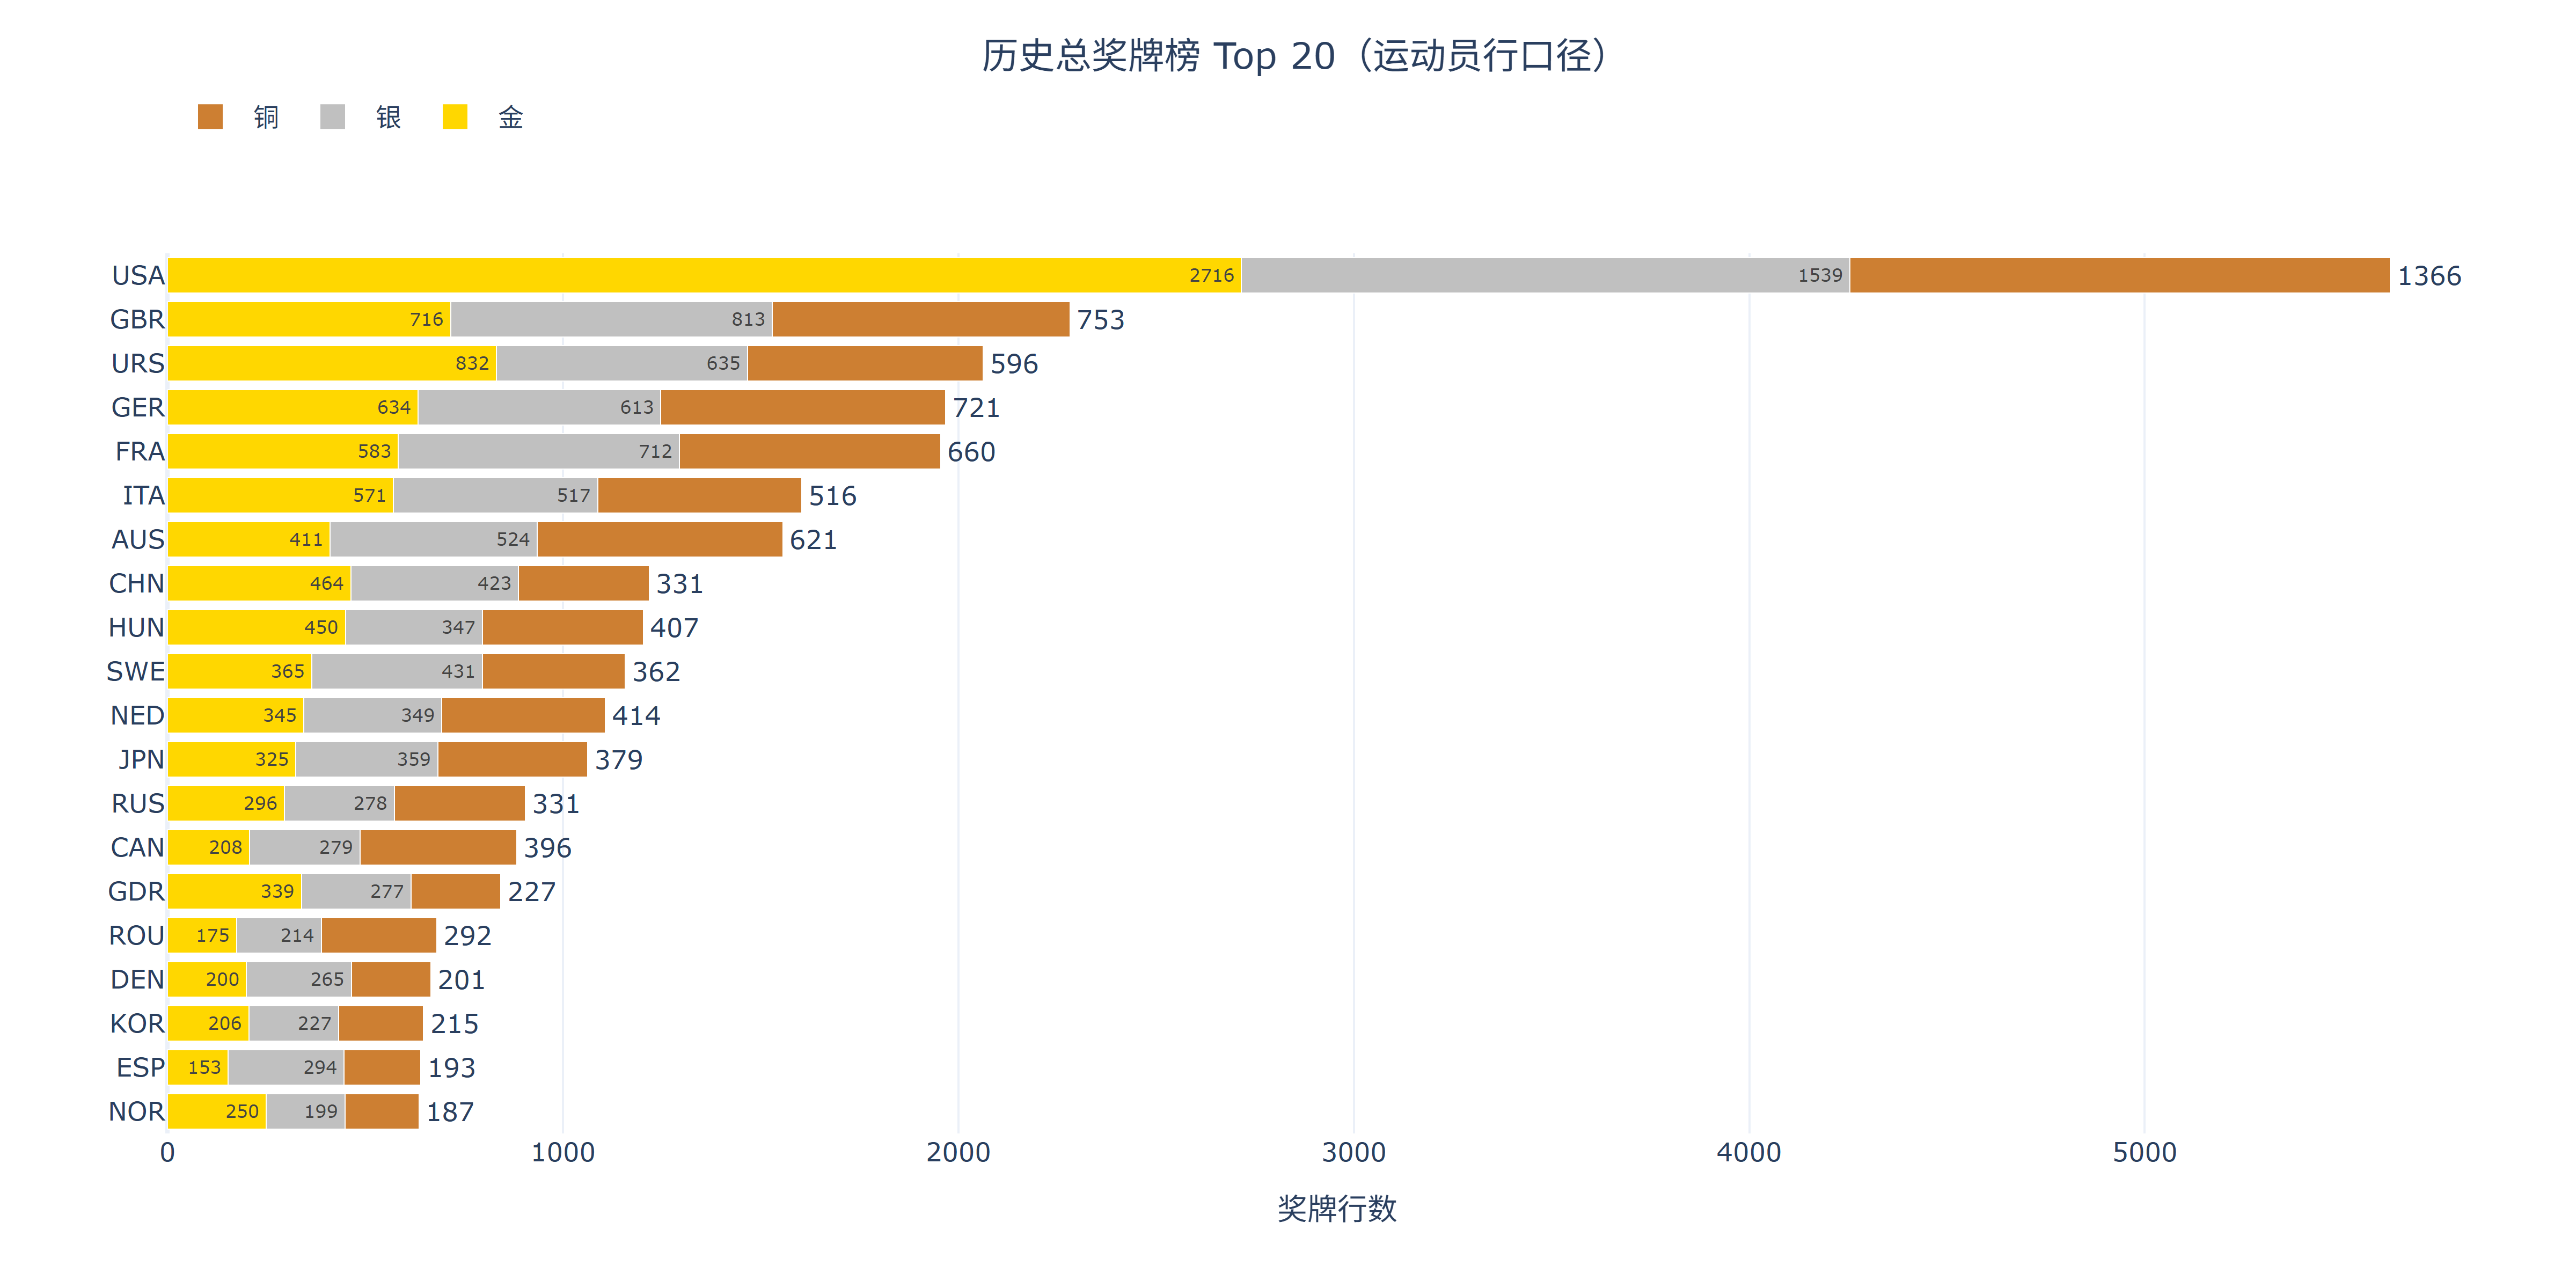 历史总奖牌榜 Top 20（运动员行口径）
铜 银 金
USA 2716 1539 1366
GBR 716 813 753
URS 832 635 596
GER 634 613 721
FRA 583 712 660
ITA 571 517 516
AUS 411 524 621
CHN 464 423 331
HUN 450 347 407
SWE 365 431 362
NED 345 349 414
JPN 325 359 379
RUS 296 278 331
CAN 208 279 396
GDR 339 277 227
ROU 175 214 292
DEN 200 265 201
KOR 206 227 215
ESP 153 294 193
NOR 250 199 187
0 1000 2000 3000 4000 5000
奖牌行数